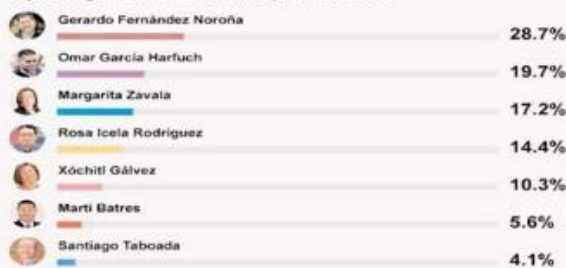 Gerardo Fernández Noroña
28.7%
Omar García Harfuch
19.7%
Margarita Zavala
17.2%
Rosa Icela Rodríguez
14.4%
Xóchitl Gálvez
10.3%
Martí Batres
5.6%
Santiago Taboada
4.1%